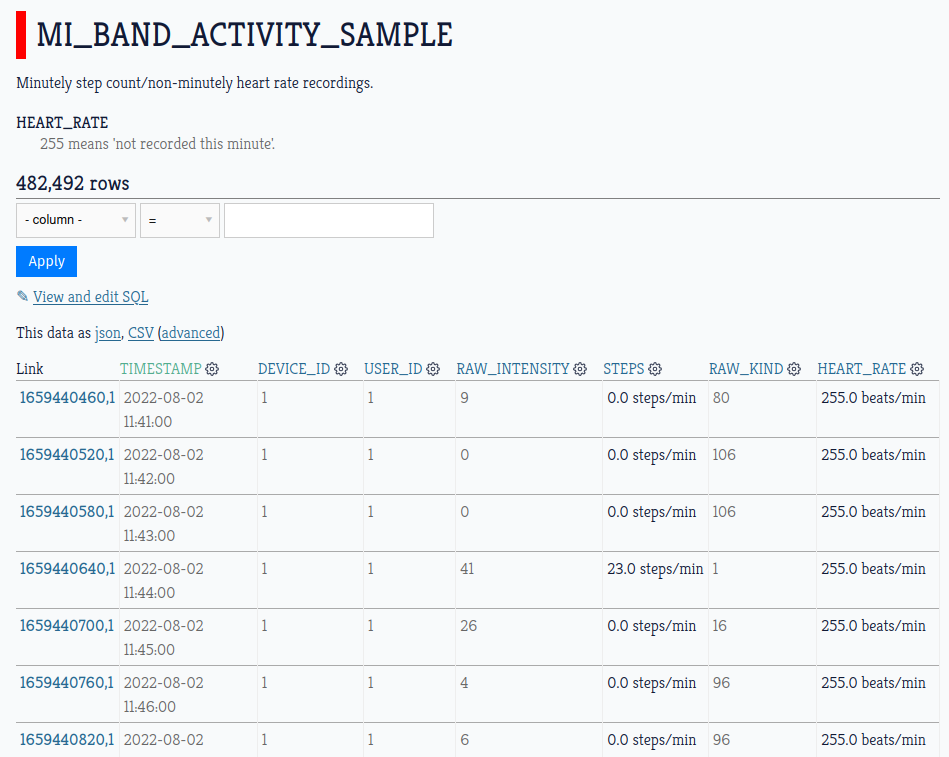 MI_BAND_ACTIVITY_SAMPLE
Minutely step count/non-minutely heart rate recordings.
HEART_RATE
255 means 'not recorded this minute'.
482,492 rows
- column - =
Apply
✎ View and edit SQL
This data as json, CSV (advanced)
Link TIMESTAMP DEVICE_ID USER_ID RAW_INTENSITY STEPS RAW_KIND HEART_RATE
1659440460,1 2022-08-02 1 1 9 0.0 steps/min 80 255.0 beats/min
11:41:00
1659440520,1 2022-08-02 1 1 0 0.0 steps/min 106 255.0 beats/min
11:42:00
1659440580,1 2022-08-02 1 1 0 0.0 steps/min 106 255.0 beats/min
11:43:00
1659440640,1 2022-08-02 1 1 41 23.0 steps/min 1 255.0 beats/min
11:44:00
1659440700,1 2022-08-02 1 1 26 0.0 steps/min 16 255.0 beats/min
11:45:00
1659440760,1 2022-08-02 1 1 4 0.0 steps/min 96 255.0 beats/min
11:46:00
1659440820,1 2022-08-02 1 1 6 0.0 steps/min 96 255.0 beats/min